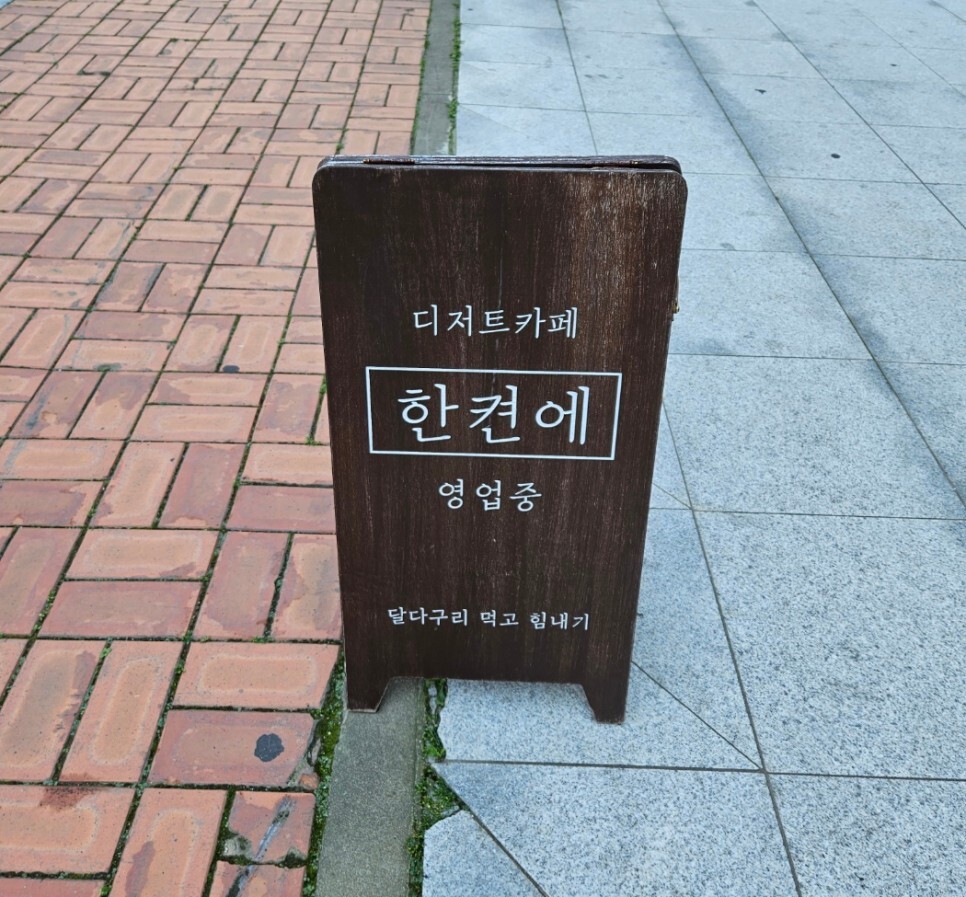 디저트카페
한켠에
영업중
달다구리 먹고 힘내기